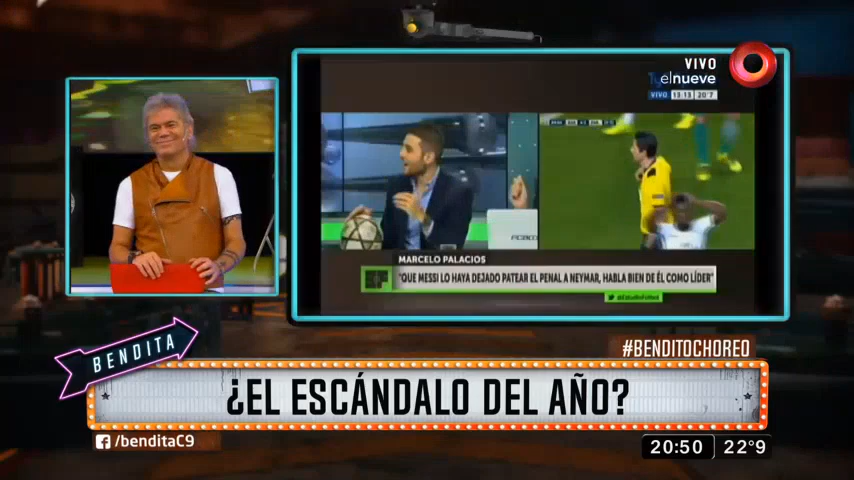 VIVO
elnueve
VIVO 13:13 20°7
MARCELO PALACIOS
"QUE MESSI LO HAYA DEJADO PATEAR EL PENAL A NEYMAR, HABLA BIEN DE ÉL COMO LÍDER"
@EstudioFutbol
#BENDITOCHOREO
BENDITA
¿EL ESCÁNDALO DEL AÑO?
/benditaC9
20:50 22°9